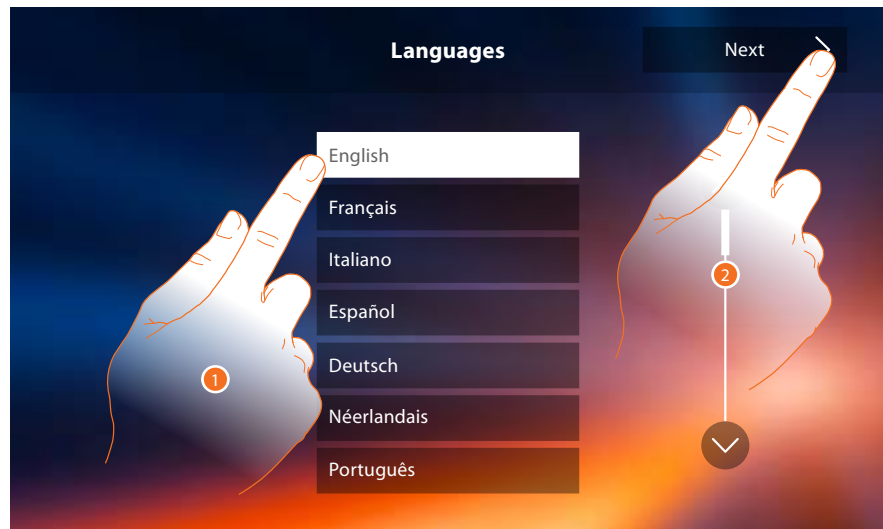 Languages
Next
English
Français
Italiano
Español
Deutsch
Néerlandais
Português
1
2